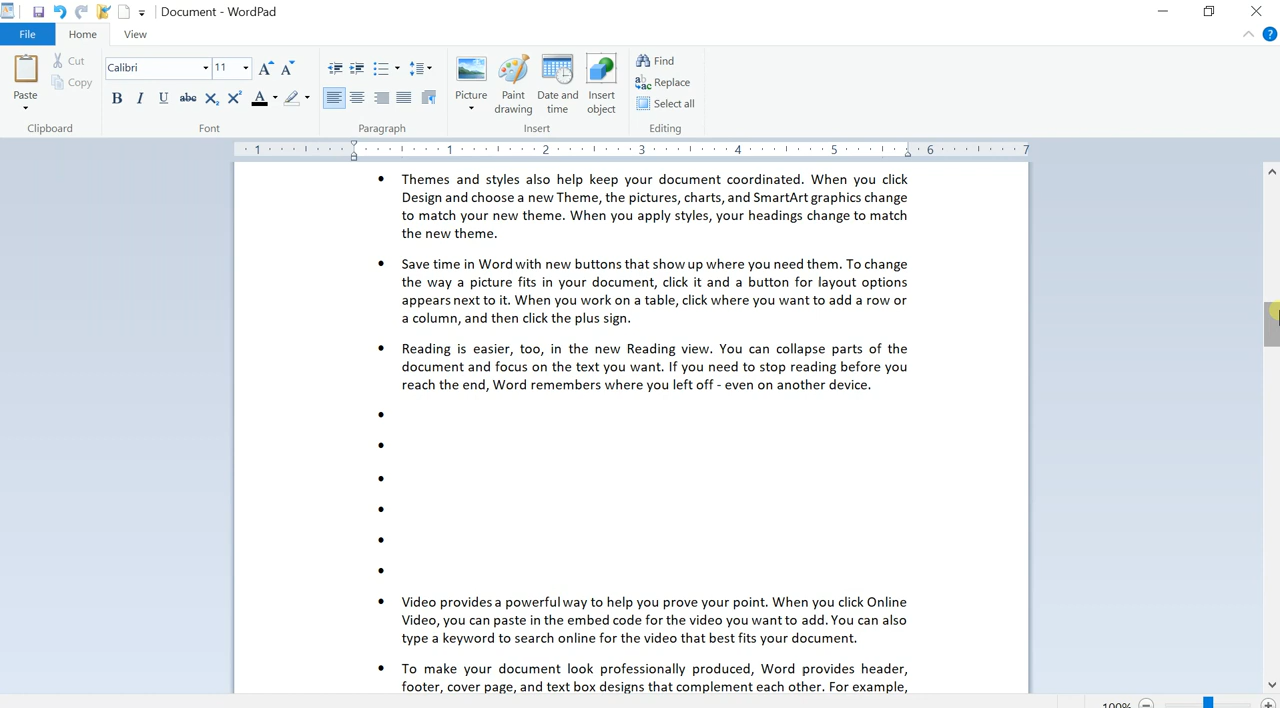 Document - WordPad
File Home View
Paste
Cut
Copy
Clipboard
Calibri 11
B I U abc X₂ X² A
Font
Paragraph
Picture
Paint drawing
Date and time
Insert object
Insert
Find
Replace
Select all
Editing
1 1 2 3 4 5 6 7
• Themes and styles also help keep your document coordinated. When you click
Design and choose a new Theme, the pictures, charts, and SmartArt graphics change
to match your new theme. When you apply styles, your headings change to match
the new theme.
• Save time in Word with new buttons that show up where you need them. To change
the way a picture fits in your document, click it and a button for layout options
appears next to it. When you work on a table, click where you want to add a row or
a column, and then click the plus sign.
• Reading is easier, too, in the new Reading view. You can collapse parts of the
document and focus on the text you want. If you need to stop reading before you
reach the end, Word remembers where you left off - even on another device.
•
•
•
•
•
•
• Video provides a powerful way to help you prove your point. When you click Online
Video, you can paste in the embed code for the video you want to add. You can also
type a keyword to search online for the video that best fits your document.
• To make your document look professionally produced, Word provides header,
footer, cover page, and text box designs that complement each other. For example,
100%